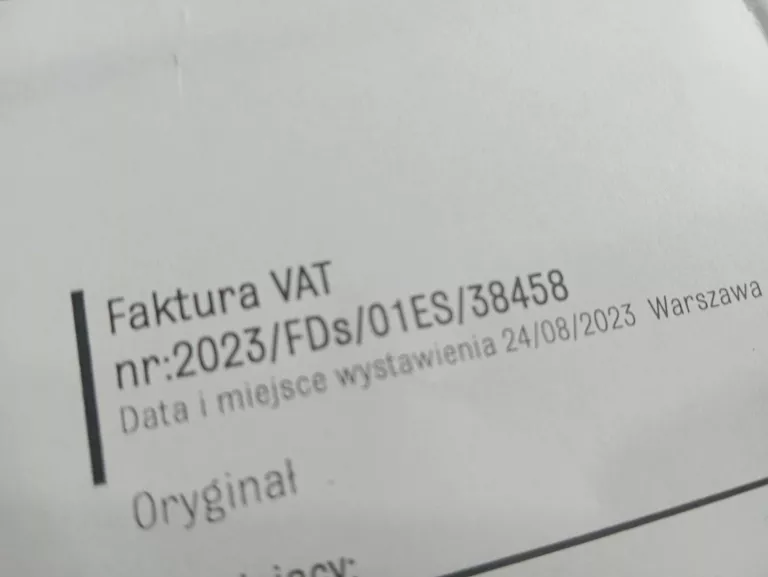 Faktura VAT
nr:2023/FDs/01ES/38458
Data i miejsce wystawienia 24/08/2023 Warszawa
Oryginał